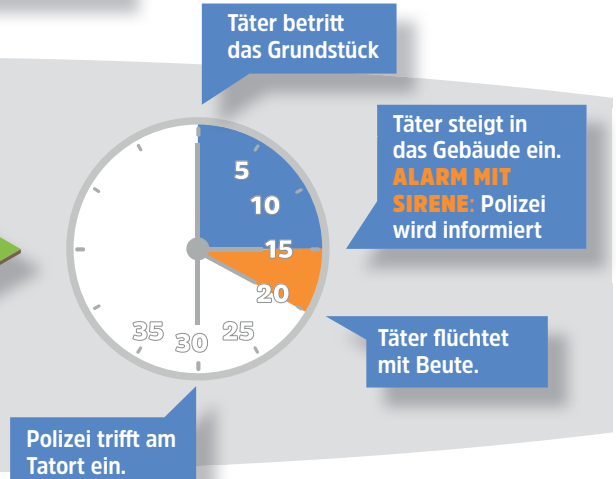 Täter betritt
das Grundstück
Täter steigt in
das Gebäude ein.
ALARM MIT
SIRENE: Polizei
wird informiert
5
10
15
20
25
30
35
Täter flüchtet
mit Beute.
Polizei trifft am
Tatort ein.